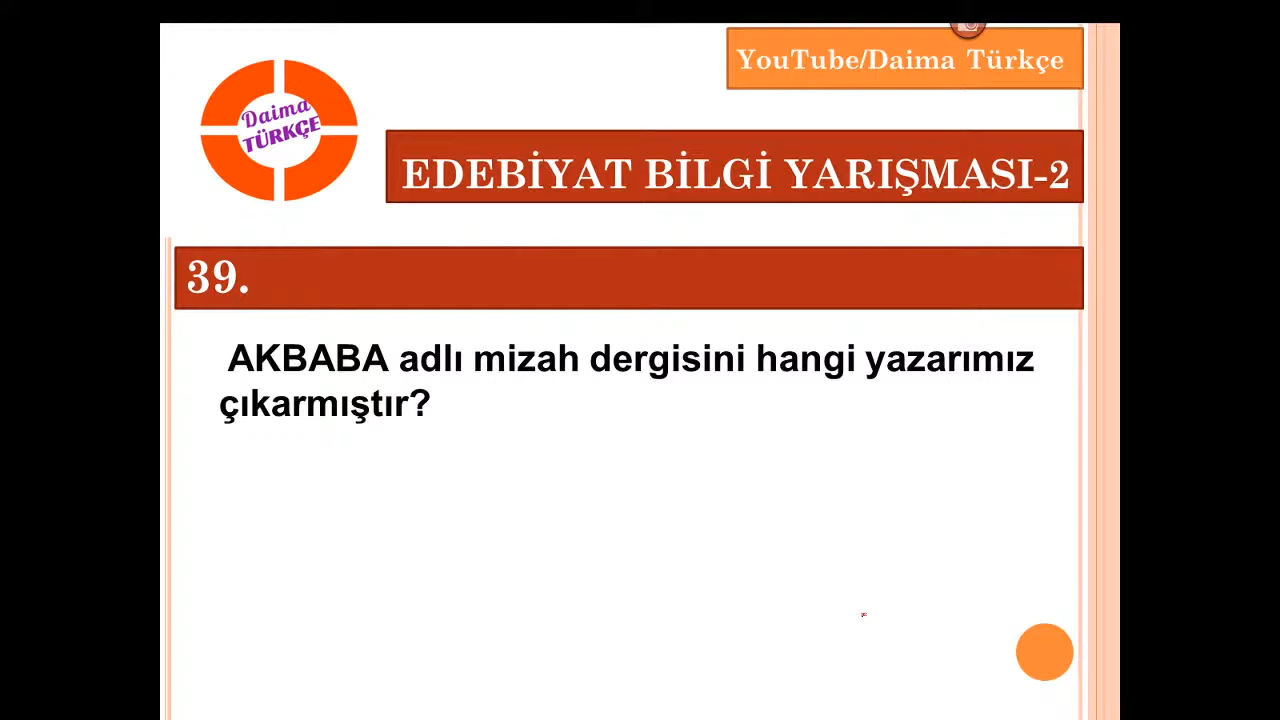 YouTube/Daima Türkçe
Daima
TÜRKÇE
EDEBİYAT BİLGİ YARIŞMASI-2
39.
AKBABA adlı mizah dergisini hangi yazarımız
çıkarmıştır?